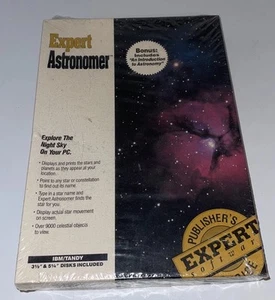 Expert
Astronomer
Bonus:
Includes
"An Introduction
to Astronomy"
Explore The
Night Sky
On Your PC.
• Displays and prints the stars and
planets as they appear at your
location.
• Point to any star or constellation
to find out its name.
• Type in a star name and
Expert Astronomer finds the
star for you.
• Display actual star movement
on screen.
• Over 9000 celestial objects
to view.
IBM/TANDY
3½" & 5¼" DISKS INCLUDED
PUBLISHER'S
EXPERT
Software